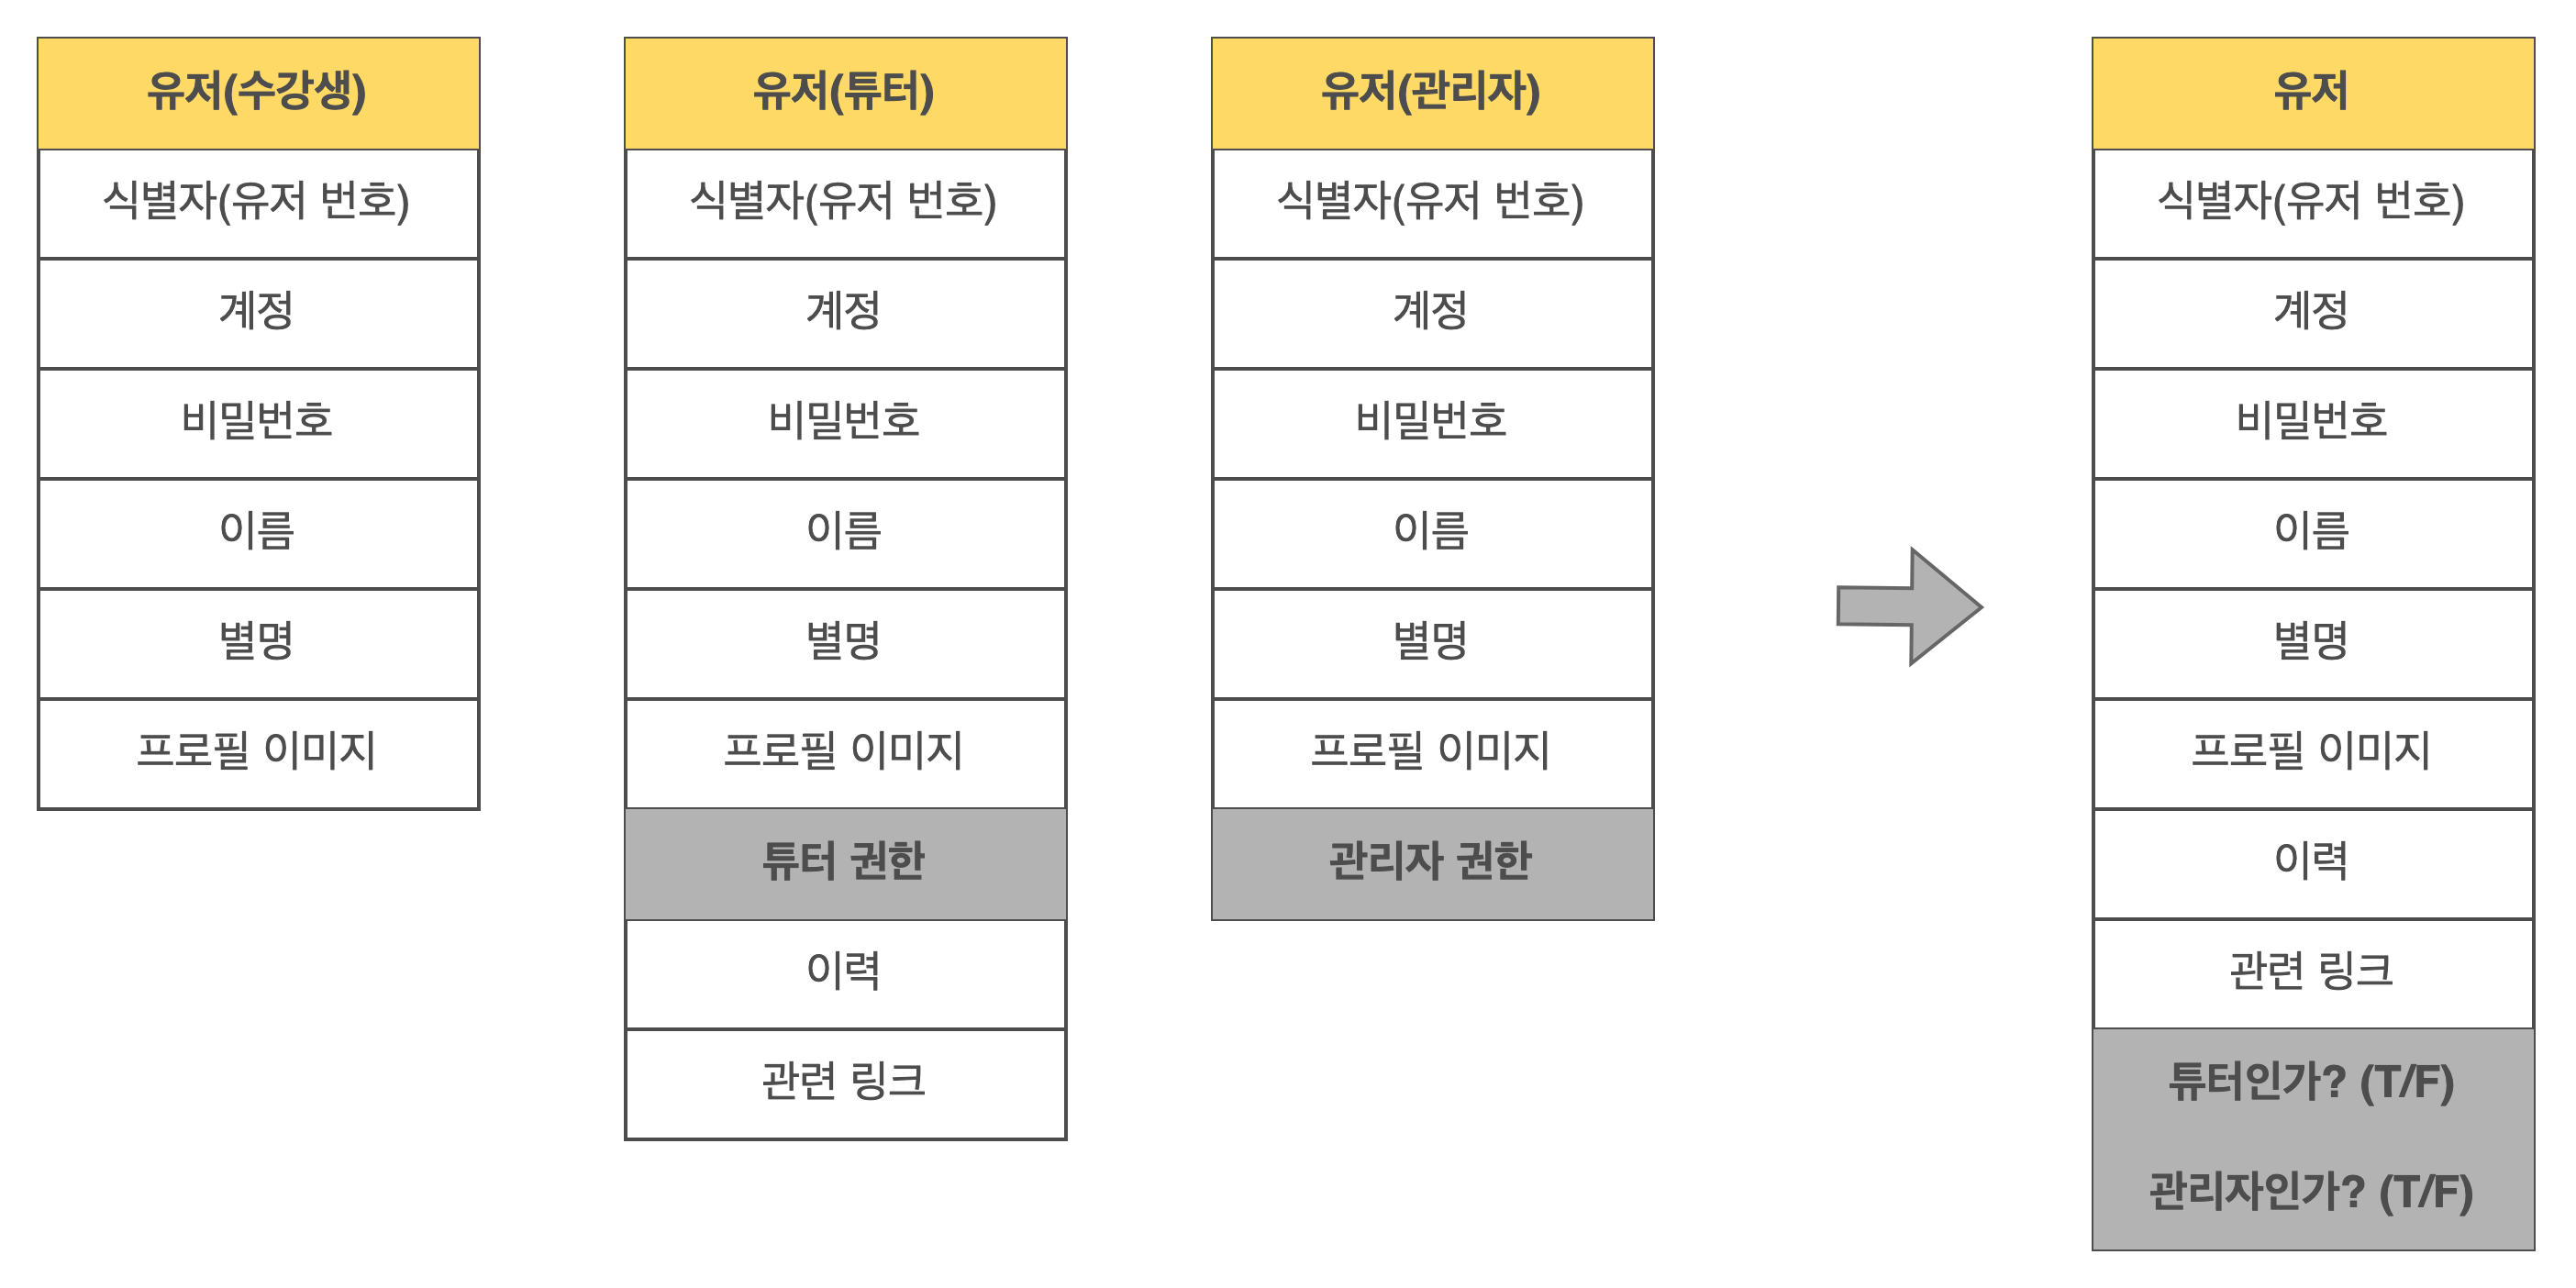 유저(수강생)
식별자(유저 번호)
계정
비밀번호
이름
별명
프로필 이미지
유저(튜터)
식별자(유저 번호)
계정
비밀번호
이름
별명
프로필 이미지
튜터 권한
이력
관련 링크
유저(관리자)
식별자(유저 번호)
계정
비밀번호
이름
별명
프로필 이미지
관리자 권한
유저
식별자(유저 번호)
계정
비밀번호
이름
별명
프로필 이미지
이력
관련 링크
튜터인가? (T/F)
관리자인가? (T/F)